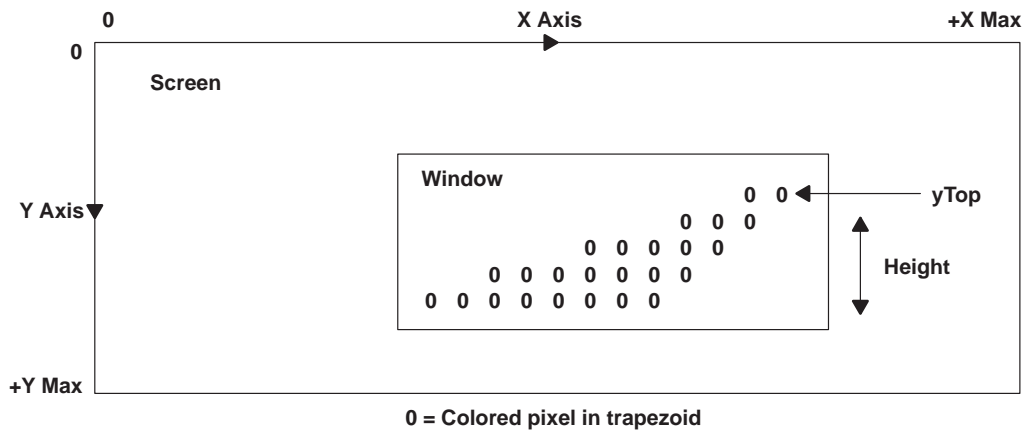 0 X Axis +X Max
0
Screen
Window
0 0 yTop
Y Axis
0 0 0
0 0 0 0 0
Height
0 0 0 0 0 0 0
0 0 0 0 0 0 0 0
+Y Max
0 = Colored pixel in trapezoid